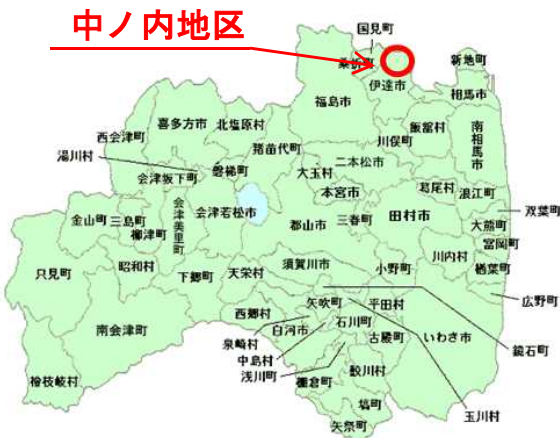 中ノ内地区
国見町
桑折町
新地町
伊達市
相馬市
福島市
喜多方市
北塩原村
西会津町
飯舘村
川俣町
南相馬市
猪苗代町
二本松市
湯川村
磐梯町
大玉村
会津坂下町
本宮市
葛尾村
浪江町
双葉町
金山町
三島町
会津美里町
会津若松市
郡山市
三春町
田村市
大熊町
柳津町
富岡町
川内村
昭和村
只見町
下郷町
天栄村
須賀川市
小野町
楢葉町
広野町
西郷村
矢吹町
平田村
南会津町
白河市
石川町
泉崎村
古殿町
いわき市
鏡石町
中島村
浅川町
鮫川村
檜枝岐村
棚倉町
塙町
玉川村
矢祭町